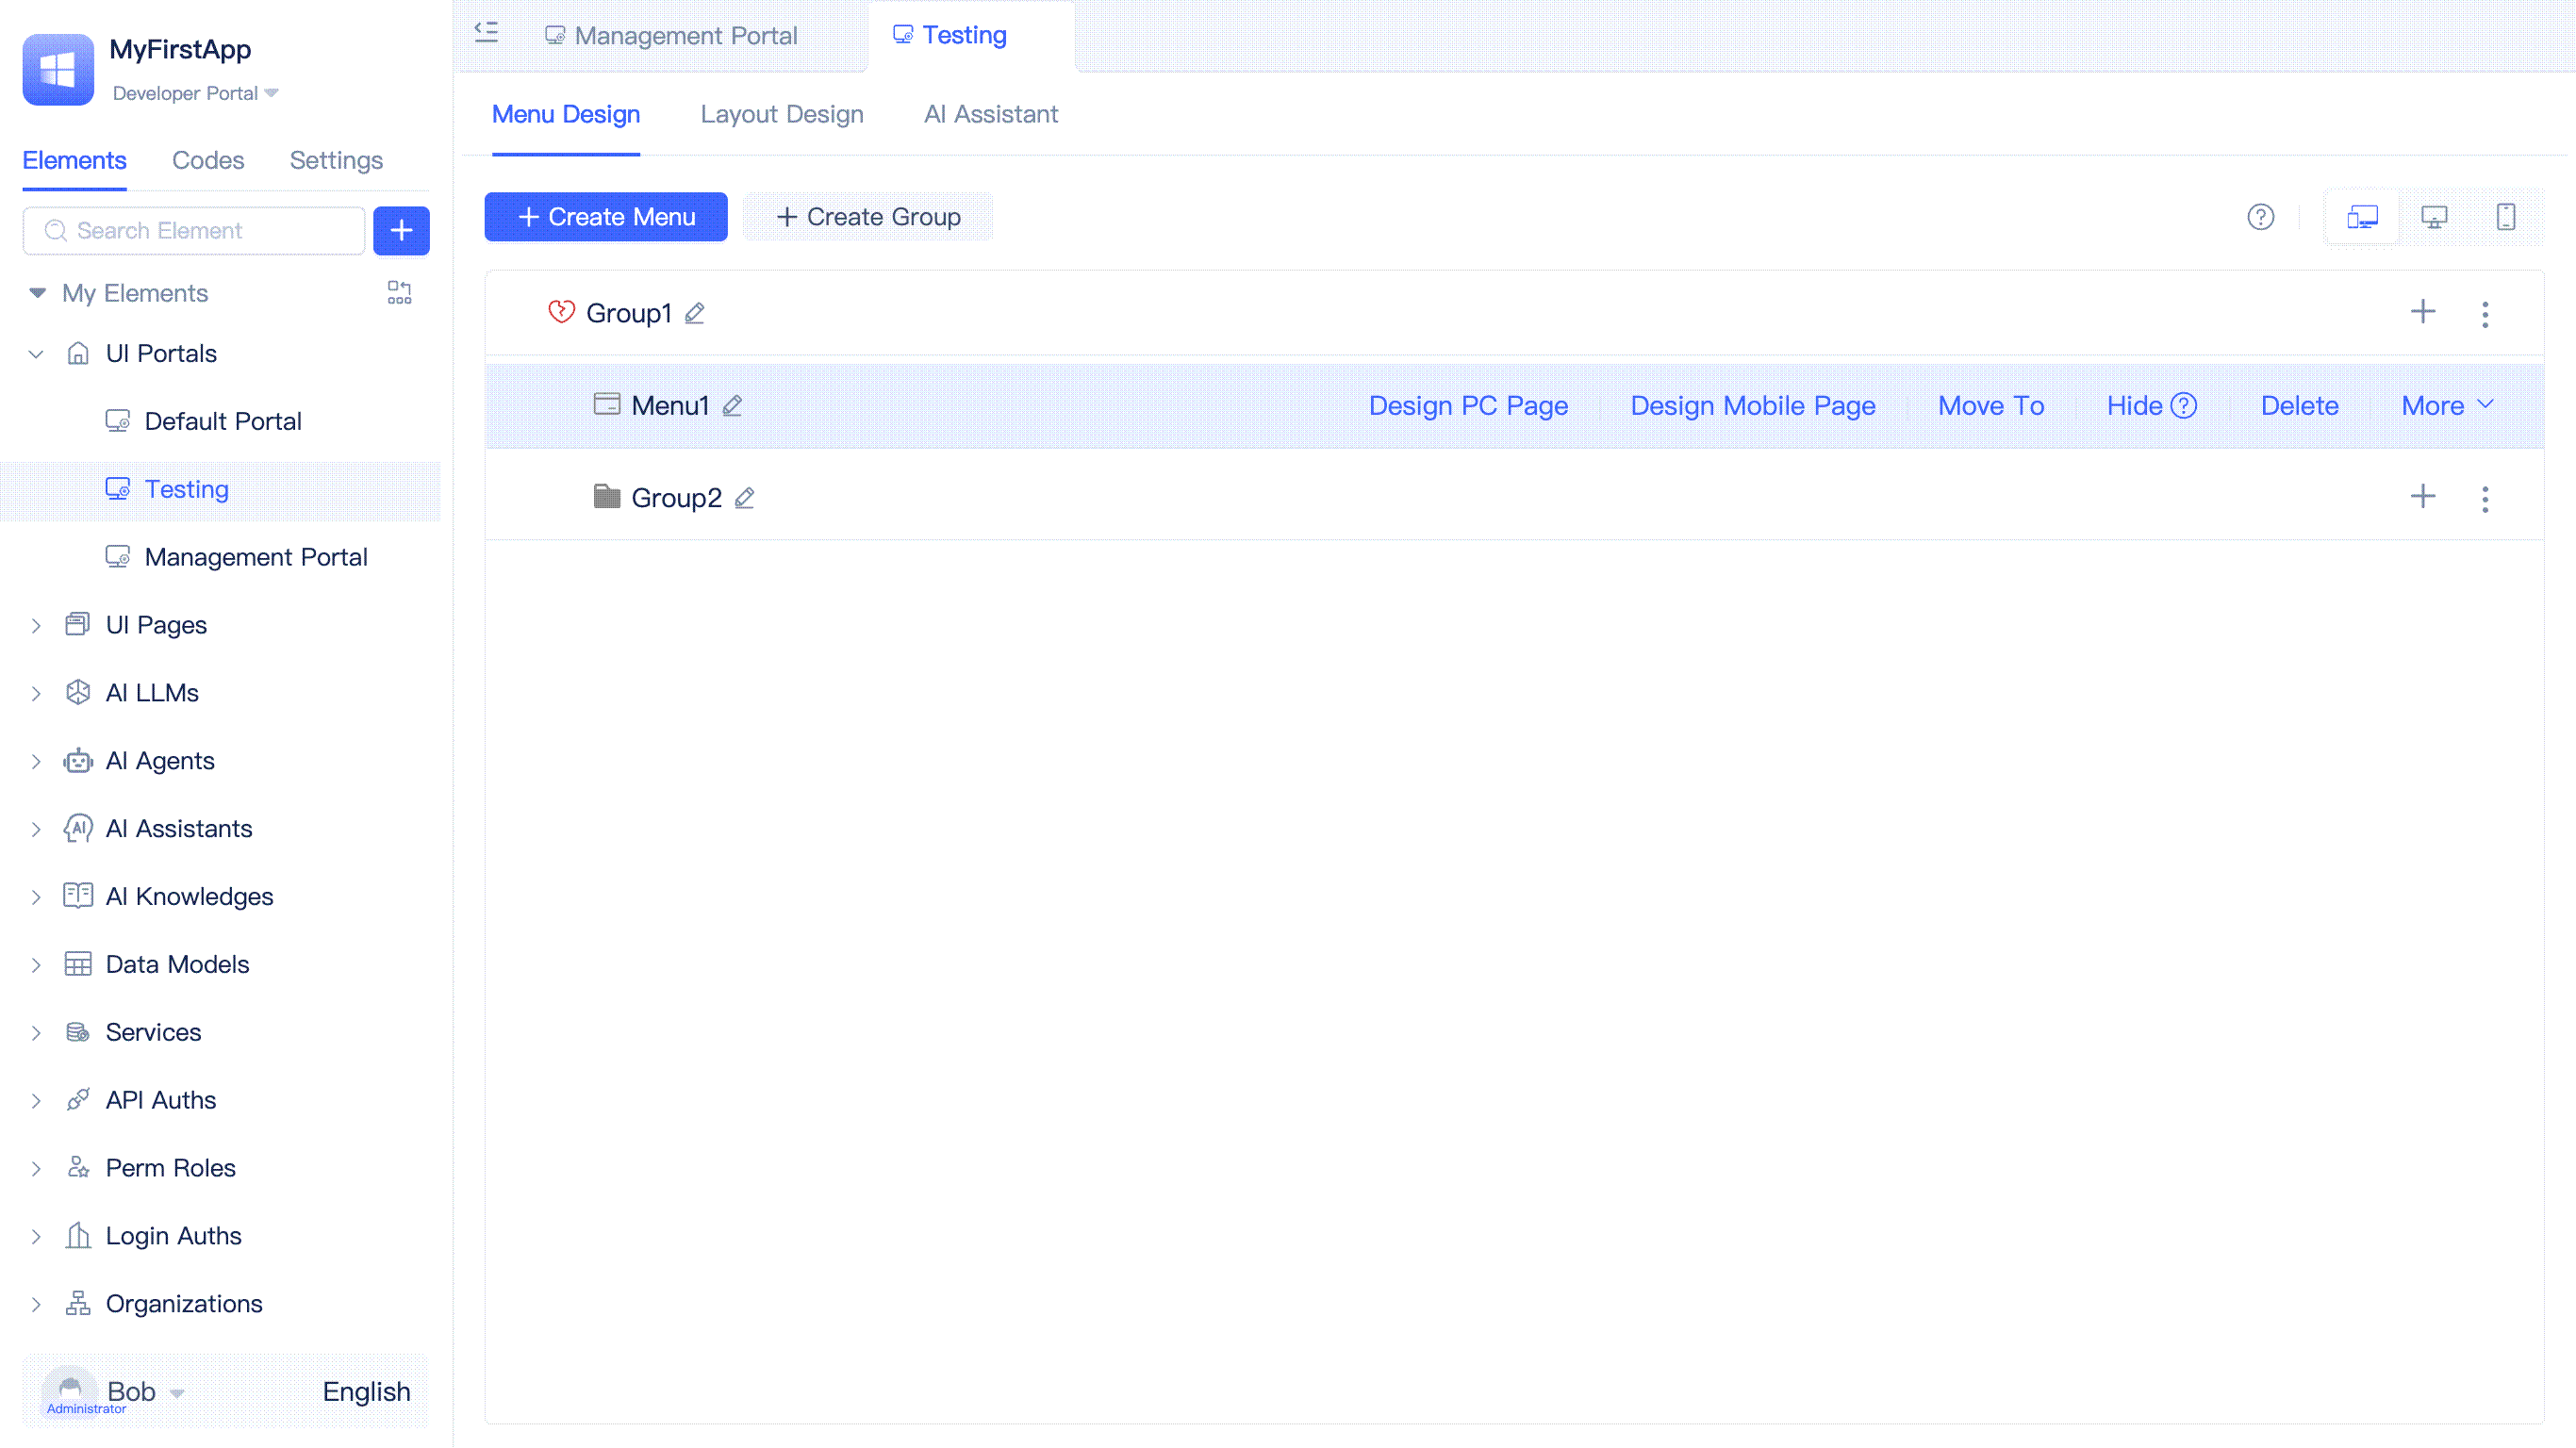 MyFirstApp
Developer Portal
Elements Codes Settings
Search Element
My Elements
UI Portals
Default Portal
Testing
Management Portal
UI Pages
AI LLMs
AI Agents
AI Assistants
AI Knowledges
Data Models
Services
API Auths
Perm Roles
Login Auths
Organizations
Bob
Administrator
English
Management Portal Testing
Menu Design Layout Design AI Assistant
+ Create Menu + Create Group
Group1
Menu1 Design PC Page Design Mobile Page Move To Hide Delete More
Group2